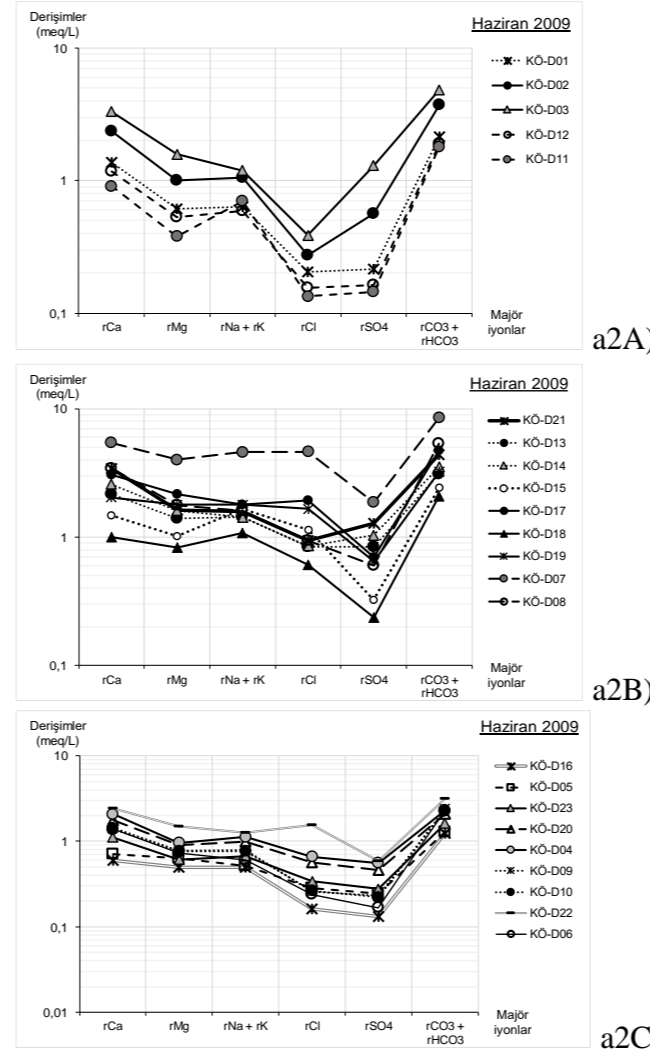 Derişimler
(meq/L)
Haziran 2009
10
1
0,1
KÖ-D01
KÖ-D02
KÖ-D03
KÖ-D12
KÖ-D11
rCa
rMg
rNa + rK
rCl
rSO4
rCO3 +
rHCO3
Majör
iyonlar
a2A)
Derişimler
(meq/L)
Haziran 2009
10
1
0,1
KÖ-D21
KÖ-D13
KÖ-D14
KÖ-D15
KÖ-D17
KÖ-D18
KÖ-D19
KÖ-D07
KÖ-D08
rCa
rMg
rNa + rK
rCl
rSO4
rCO3 +
rHCO3
Majör
iyonlar
a2B)
Derişimler
(meq/L)
Haziran 2009
10
1
0,1
0,01
KÖ-D16
KÖ-D05
KÖ-D23
KÖ-D20
KÖ-D04
KÖ-D09
KÖ-D10
KÖ-D22
KÖ-D06
rCa
rMg
rNa + rK
rCl
rSO4
rCO3 +
rHCO3
Majör
iyonlar
a2C